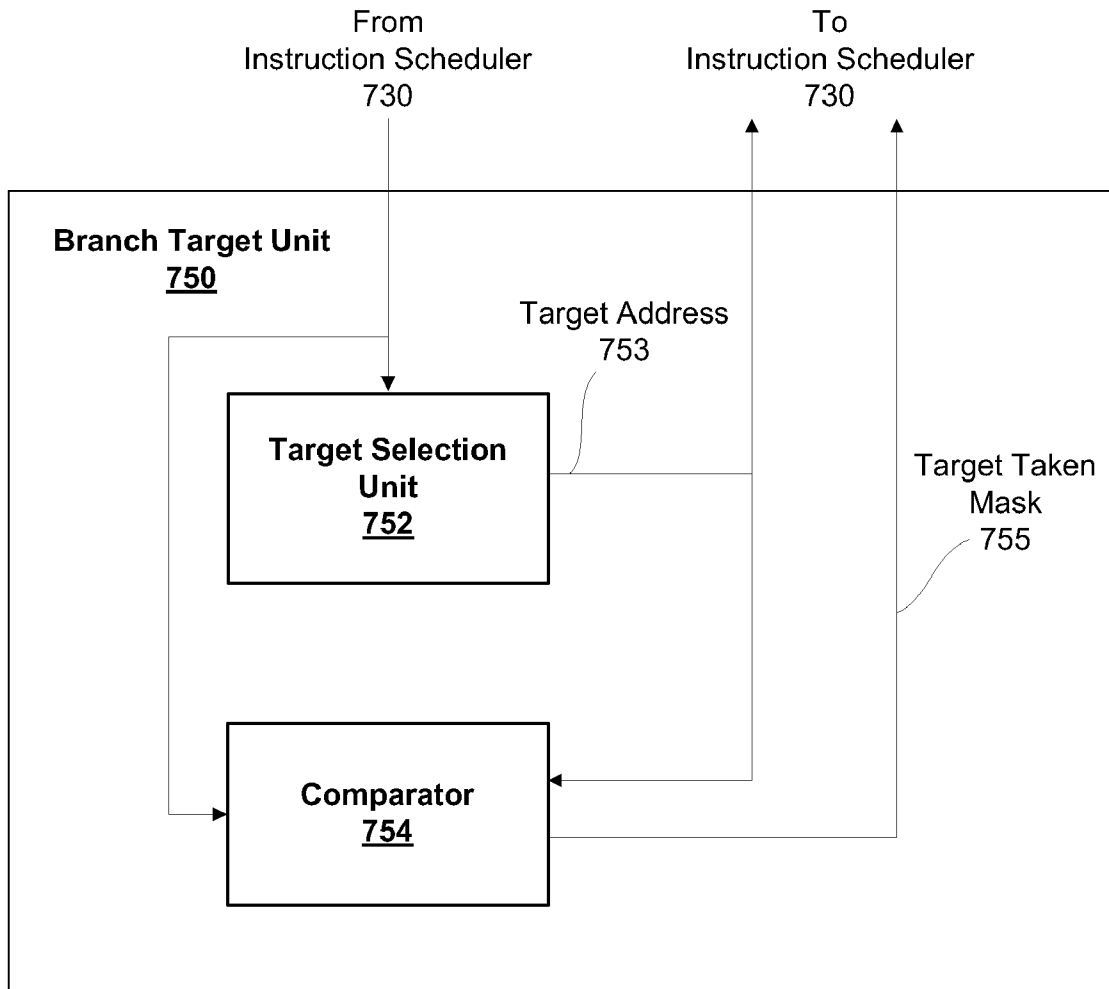 From
Instruction Scheduler
730
To
Instruction Scheduler
730
Branch Target Unit
750
Target Address
753
Target Selection
Unit
752
Target Taken
Mask
755
Comparator
754